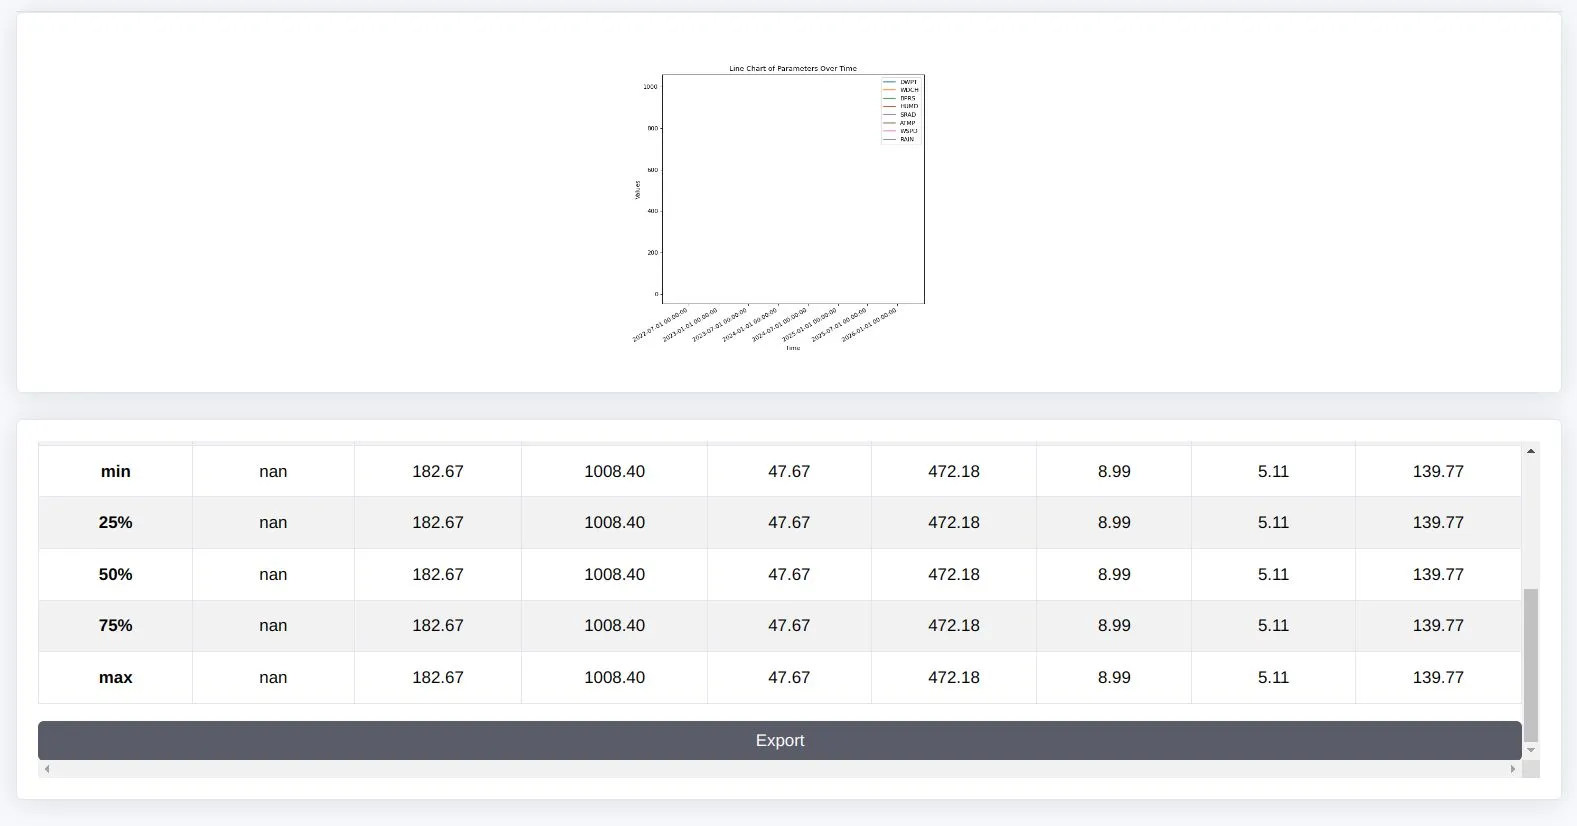 Line Chart of Parameters Over Time
1000
800
600
400
200
0
Values
DWPT
WDCH
BPRS
HUMD
SRAD
ATMP
WSPD
RAIN
2022-07-01 00:00:00
2023-01-01 00:00:00
2023-07-01 00:00:00
2024-01-01 00:00:00
2024-07-01 00:00:00
2025-01-01 00:00:00
2025-07-01 00:00:00
2026-01-01 00:00:00
Time
min nan 182.67 1008.40 47.67 472.18 8.99 5.11 139.77
25% nan 182.67 1008.40 47.67 472.18 8.99 5.11 139.77
50% nan 182.67 1008.40 47.67 472.18 8.99 5.11 139.77
75% nan 182.67 1008.40 47.67 472.18 8.99 5.11 139.77
max nan 182.67 1008.40 47.67 472.18 8.99 5.11 139.77
Export